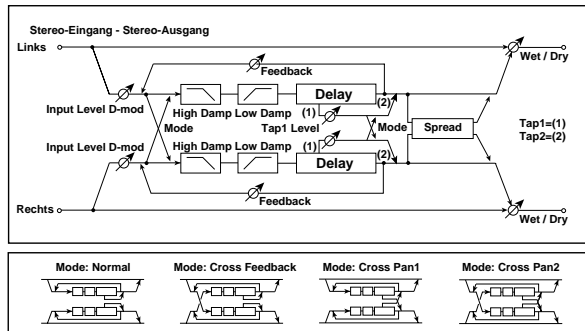 Stereo-Eingang - Stereo-Ausgang
Links
Wet / Dry
Feedback
Input Level D-mod
High Damp Low Damp
Delay
(1)
(2)
Mode
Tap1 Level
Mode
Spread
Tap1=(1)
Tap2=(2)
Input Level D-mod
High Damp Low Damp
(1)
Delay
(2)
Feedback
Rechts
Wet / Dry
Mode: Normal
Mode: Cross Feedback
Mode: Cross Pan1
Mode: Cross Pan2